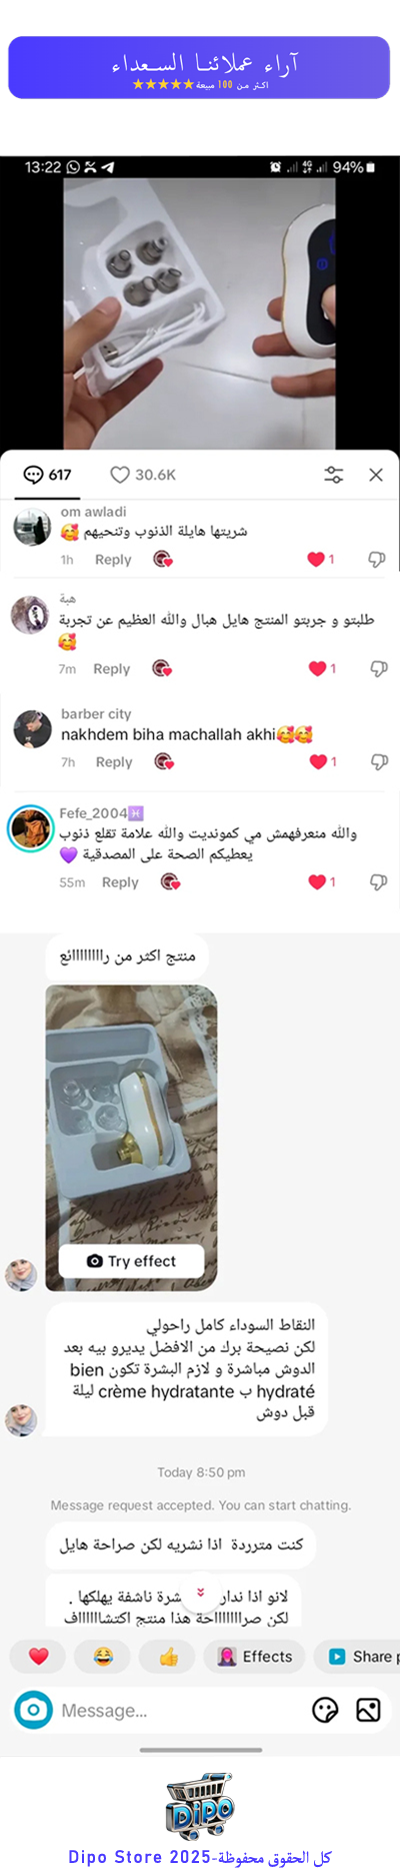 آراء عملائنا السعداء
اكثر من 100 مبيعة
13:22
4G
94%
617
30.6K
om awladi
شريتها هايلة الذنوب وتنحيهم 🥰
1h Reply
1
هبة
طلبتو و جربتو المنتج هايل هبال والله العظيم عن تجربة
🥰
7m Reply
1
barber city
nakhdem biha machallah akhi🥰🥰
7h Reply
1
Fefe_2004
والله منعرفهمش مي كمونديت والله علامة تقلع ذنوب
يعطيكم الصحة على المصدقية 💜
55m Reply
1
منتج اكثر من راااااااائع
Try effect
النقاط السوداء كامل راحولي
لكن نصيحة برك من الافضل يديرو بيه بعد
الدوش مباشرة و لازم البشرة تكون bien
hydraté ب crème hydratante ليلة
قبل دوش
Today 8:50 pm
Message request accepted. You can start chatting.
كنت مترردة اذا نشريه لكن صراحة هايل
لانو اذا ندار شرة ناشفة يهلكها .
لكن صرااااااحة هذا منتج اكتشاااااف
❤️
😂
👍
Effects
Share
Message...
DIPO
كل الحقوق محفوظة-Dipo Store 2025